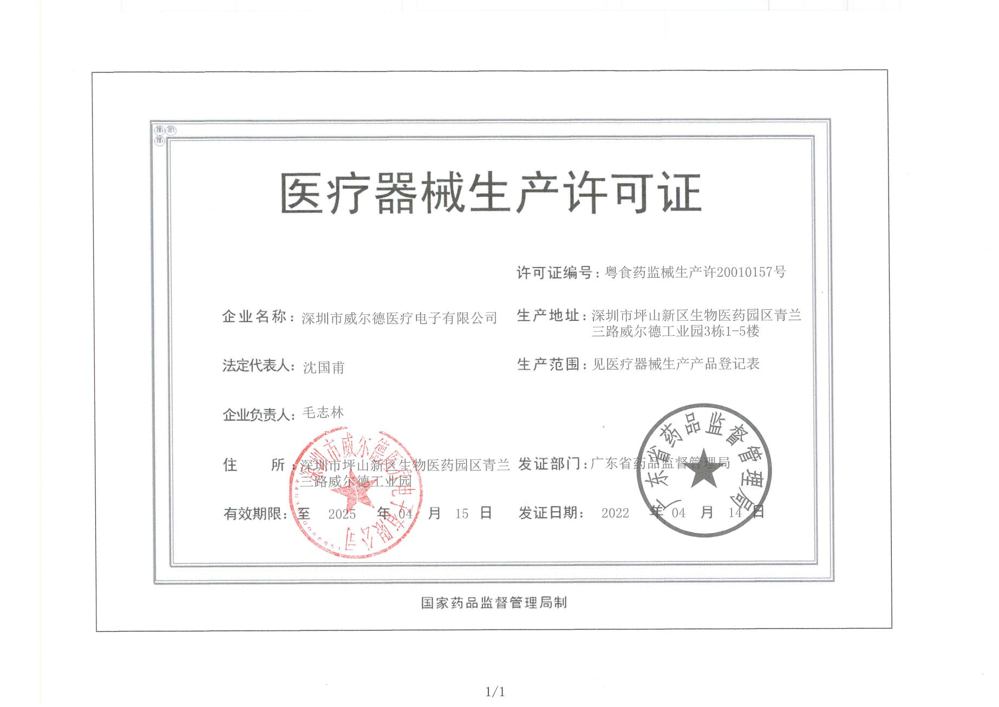 医疗器械生产许可证
许可证编号：粤食药监械生产许20010157号
企业名称：深圳市威尔德医疗电子有限公司
生产地址：深圳市坪山新区生物医药园区青兰
三路威尔德工业园3栋1-5楼
法定代表人：沈国甫
生产范围：见医疗器械生产产品登记表
企业负责人：毛志林
住 所：深圳市坪山新区生物医药园区青兰
三路威尔德工业园
发证部门：广东省药品监督管理局
有效期限：至 2025 年 04 月 15 日
发证日期： 2022 年 04 月 14 日
深圳市威尔德医疗电子有限公司
广东省药品监督管理局
国家药品监督管理局制
1/1